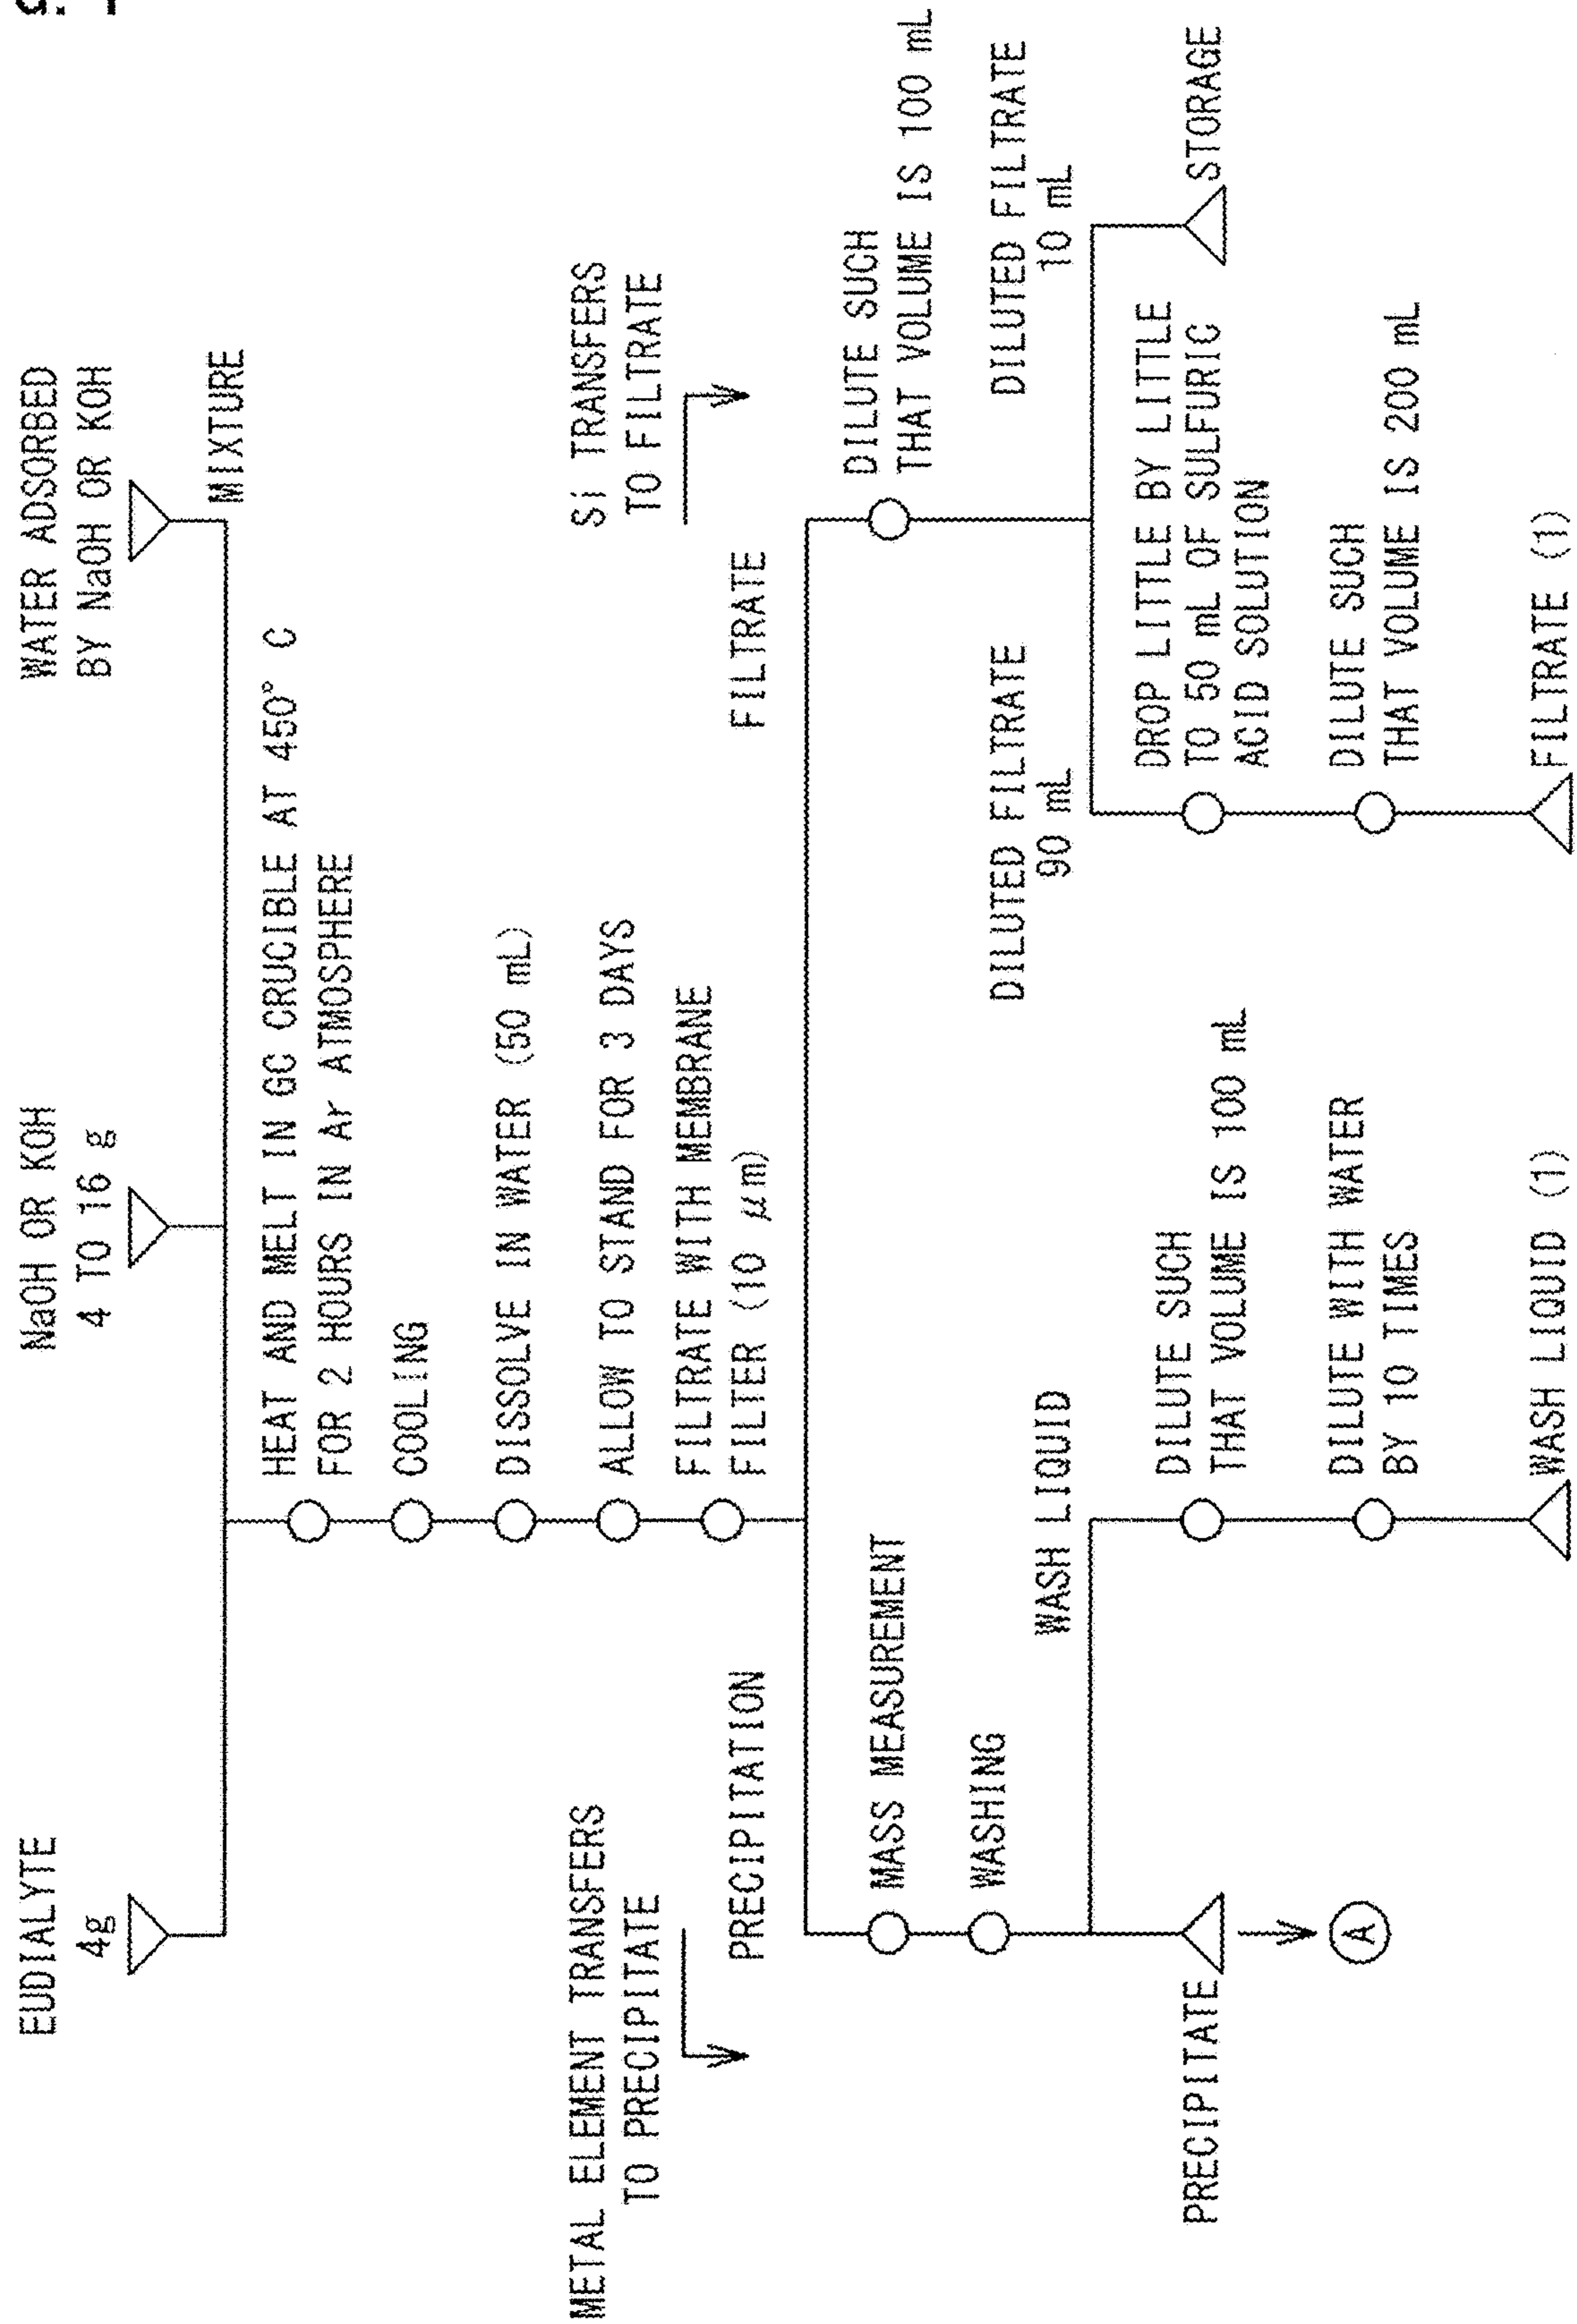 EUDIALYTE
4g
NaOH OR KOH
4 TO 16 g
WATER ADSORBED
BY NaOH OR KOH
MIXTURE
HEAT AND MELT IN GC CRUCIBLE AT 450° C
FOR 2 HOURS IN Ar ATMOSPHERE
COOLING
DISSOLVE IN WATER (50 mL)
ALLOW TO STAND FOR 3 DAYS
FILTRATE WITH MEMBRANE
FILTER (10 μm)
METAL ELEMENT TRANSFERS
TO PRECIPITATE
Si TRANSFERS
TO FILTRATE
PRECIPITATION
FILTRATE
MASS MEASUREMENT
WASHING
WASH LIQUID
PRECIPITATE
A
DILUTE SUCH
THAT VOLUME IS 100 mL
DILUTE WITH WATER
BY 10 TIMES
WASH LIQUID (1)
DILUTE SUCH
THAT VOLUME IS 100 mL
DILUTED FILTRATE
90 mL
DILUTED FILTRATE
10 mL
DROP LITTLE BY LITTLE
TO 50 mL OF SULFURIC
ACID SOLUTION
DILUTE SUCH
THAT VOLUME IS 200 mL
FILTRATE (1)
STORAGE